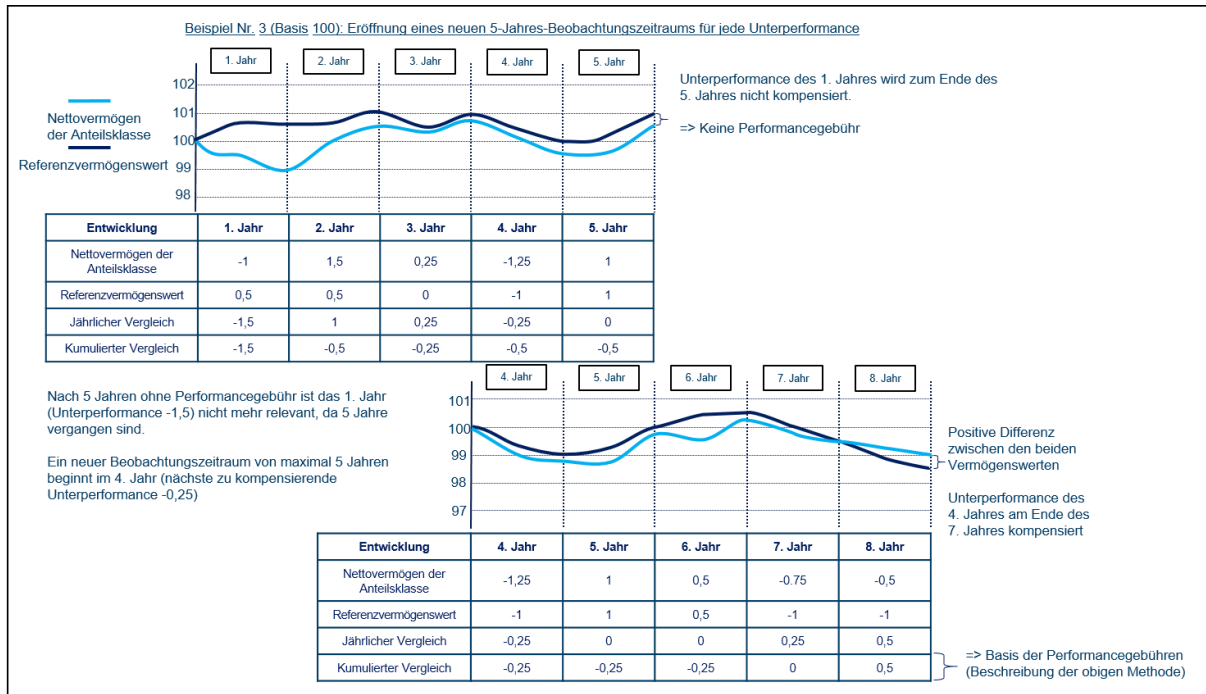 Beispiel Nr. 3 (Basis 100): Eröffnung eines neuen 5-Jahres-Beobachtungszeitraums für jede Unterperformance
1. Jahr 2. Jahr 3. Jahr 4. Jahr 5. Jahr
102
101
100
99
98
Nettovermögen
der Anteilsklasse
Referenzvermögenswert
Unterperformance des 1. Jahres wird zum Ende des
5. Jahres nicht kompensiert.
=> Keine Performancegebühr
Entwicklung 1. Jahr 2. Jahr 3. Jahr 4. Jahr 5. Jahr
Nettovermögen der
Anteilsklasse -1 1,5 0,25 -1,25 1
Referenzvermögenswert 0,5 0,5 0 -1 1
Jährlicher Vergleich -1,5 1 0,25 -0,25 0
Kumulierter Vergleich -1,5 -0,5 -0,25 -0,5 -0,5
Nach 5 Jahren ohne Performancegebühr ist das 1. Jahr
(Unterperformance -1,5) nicht mehr relevant, da 5 Jahre
vergangen sind.
Ein neuer Beobachtungszeitraum von maximal 5 Jahren
beginnt im 4. Jahr (nächste zu kompensierende
Unterperformance -0,25)
4. Jahr 5. Jahr 6. Jahr 7. Jahr 8. Jahr
101
100
99
98
97
Positive Differenz
zwischen den beiden
Vermögenswerten
Unterperformance des
4. Jahres am Ende des
7. Jahres kompensiert
Entwicklung 4. Jahr 5. Jahr 6. Jahr 7. Jahr 8. Jahr
Nettovermögen der
Anteilsklasse -1,25 1 0,5 -0.75 -0,5
Referenzvermögenswert -1 1 0,5 -1 -1
Jährlicher Vergleich -0,25 0 0 0,25 0,5
Kumulierter Vergleich -0,25 -0,25 -0,25 0 0,5
=> Basis der Performancegebühren
(Beschreibung der obigen Methode)